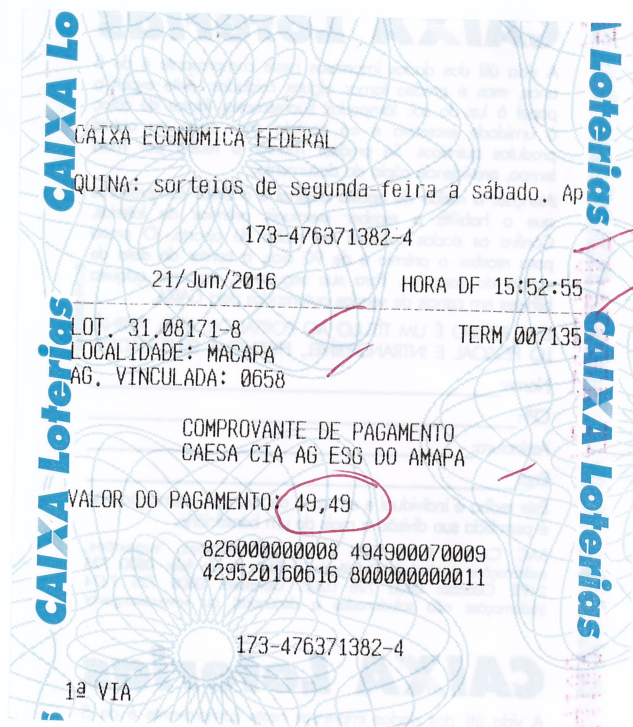 CAIXA Lo
Loterias
CAIXA ECONOMICA FEDERAL
QUINA: sorteios de segunda-feira a sábado. Ap
173-476371382-4
21/Jun/2016 HORA DF 15:52:55
LOT. 31.08171-8 TERM 007135
LOCALIDADE: MACAPA
AG. VINCULADA: 0658
CAIXA Loterias
CAIXA Loterias
COMPROVANTE DE PAGAMENTO
CAESA CIA AG ESG DO AMAPA
VALOR DO PAGAMENTO: 49,49
826000000008 494900070009
429520160616 800000000011
173-476371382-4
1ª VIA